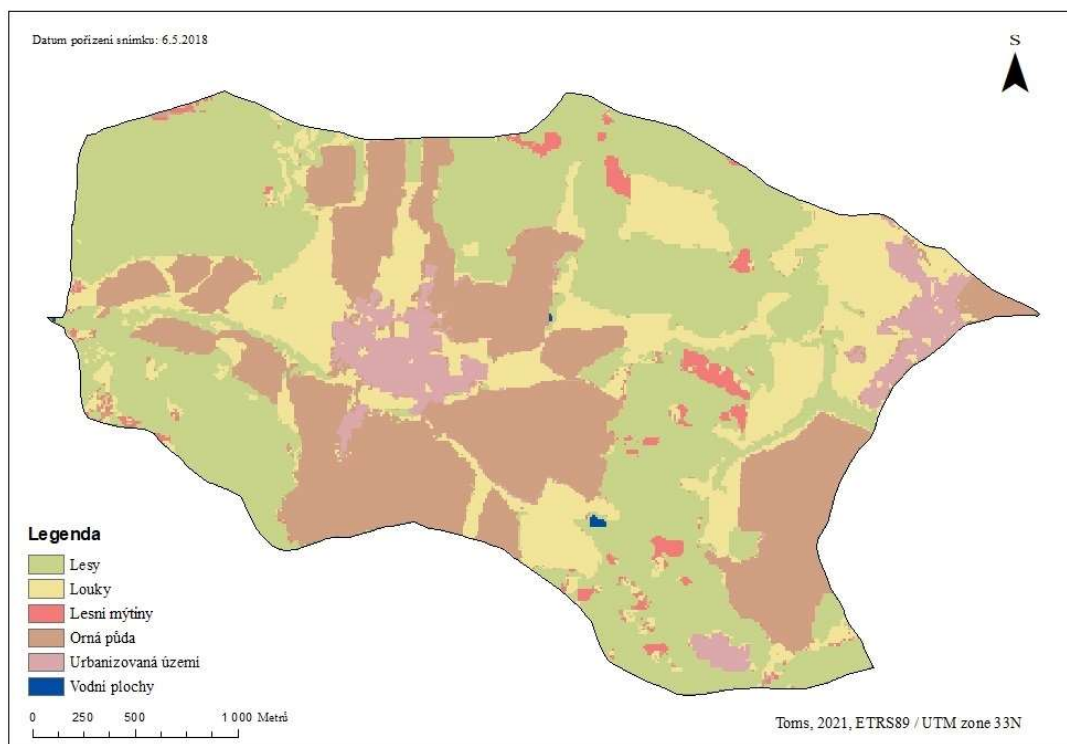 Datum pořízení snímku: 6.5.2018
S
Legenda
Lesy
Louky
Lesní mýtiny
Orná půda
Urbanizovaná území
Vodní plochy
0 250 500 1 000 Metrů
Toms, 2021, ETRS89 / UTM zone 33N